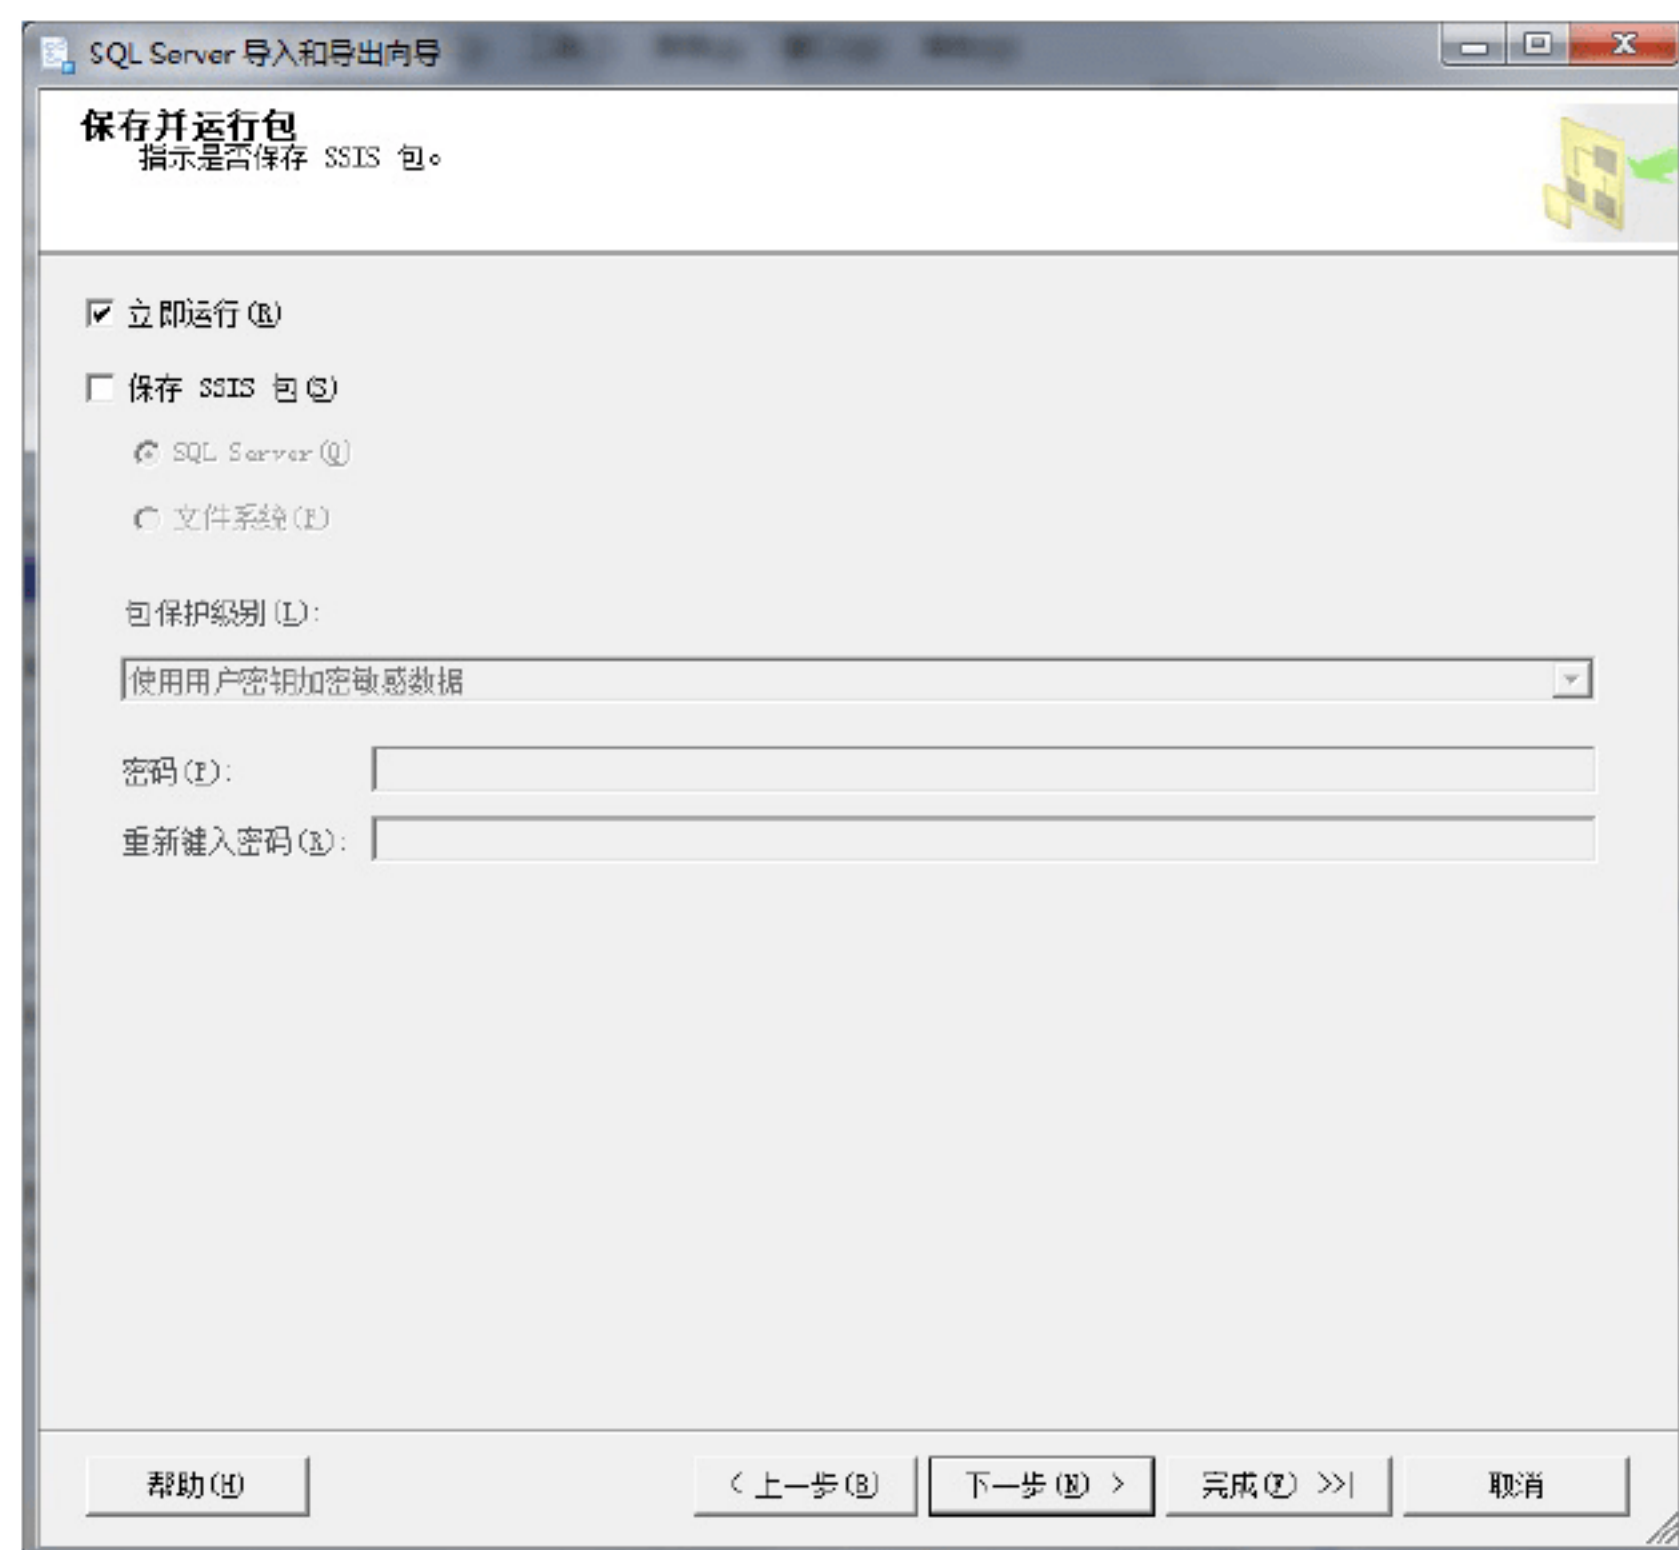 SQL Server 导入和导出向导
保存并运行包
指示是否保存 SSIS 包。
立即运行(R)
保存 SSIS 包(S)
SQL Server(Q)
文件系统(F)
包保护级别(L):
使用用户密钥加密敏感数据
密码(P):
重新键入密码(R):
帮助(H)
< 上一步(B)
下一步(N) >
完成(F) >>|
取消